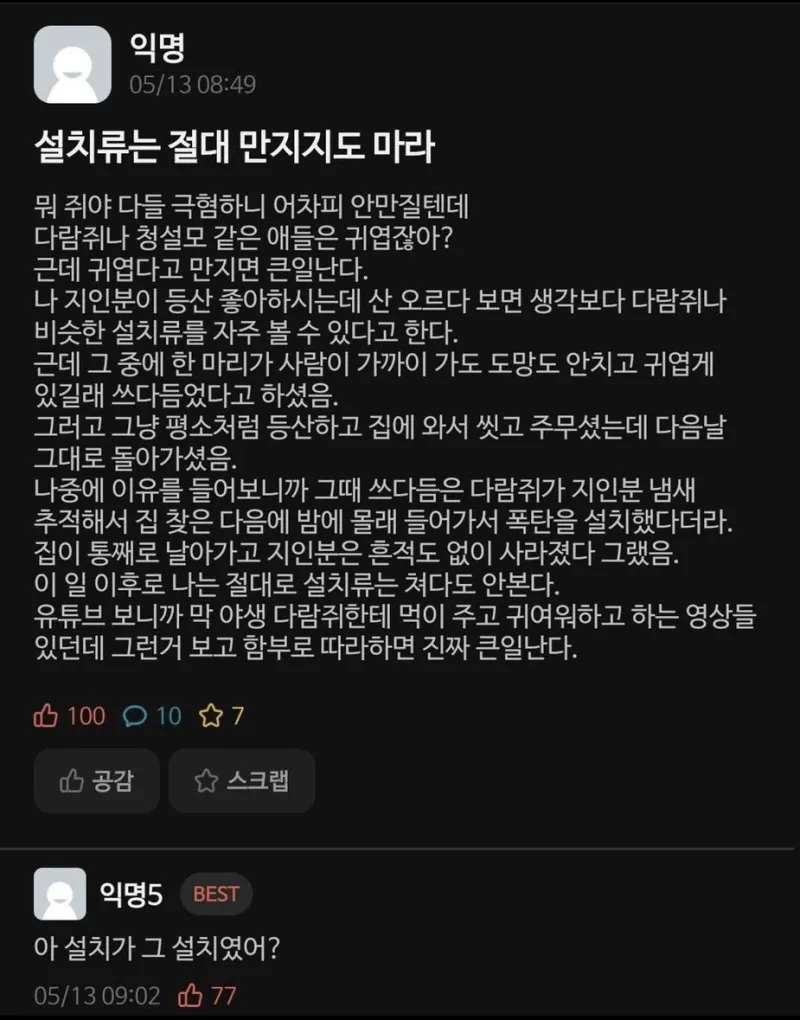 익명
05/13 08:49
설치류는 절대 만지지도 마라
뭐 쥐야 다들 극혐하니 어차피 안만질텐데
다람쥐나 청설모 같은 애들은 귀엽잖아?
근데 귀엽다고 만지면 큰일난다.
나 지인분이 등산 좋아하시는데 산 오르다 보면 생각보다 다람쥐나
비슷한 설치류를 자주 볼 수 있다고 한다.
근데 그 중에 한 마리가 사람이 가까이 가도 도망도 안치고 귀엽게
있길래 쓰다듬었다고 하셨음.
그러고 그냥 평소처럼 등산하고 집에 와서 씻고 주무셨는데 다음날
그대로 돌아가셨음.
나중에 이유를 들어보니까 그때 쓰다듬은 다람쥐가 지인분 냄새
추적해서 집 찾은 다음에 밤에 몰래 들어가서 폭탄을 설치했다더라.
집이 통째로 날아가고 지인분은 흔적도 없이 사라졌다 그랬음.
이 일 이후로 나는 절대로 설치류는 쳐다도 안본다.
유튜브 보니까 막 야생 다람쥐한테 먹이 주고 귀여워하고 하는 영상들
있던데 그런거 보고 함부로 따라하면 진짜 큰일난다.
100 10 7
공감 스크랩
익명5 BEST
아 설치가 그 설치였어?
05/13 09:02 77